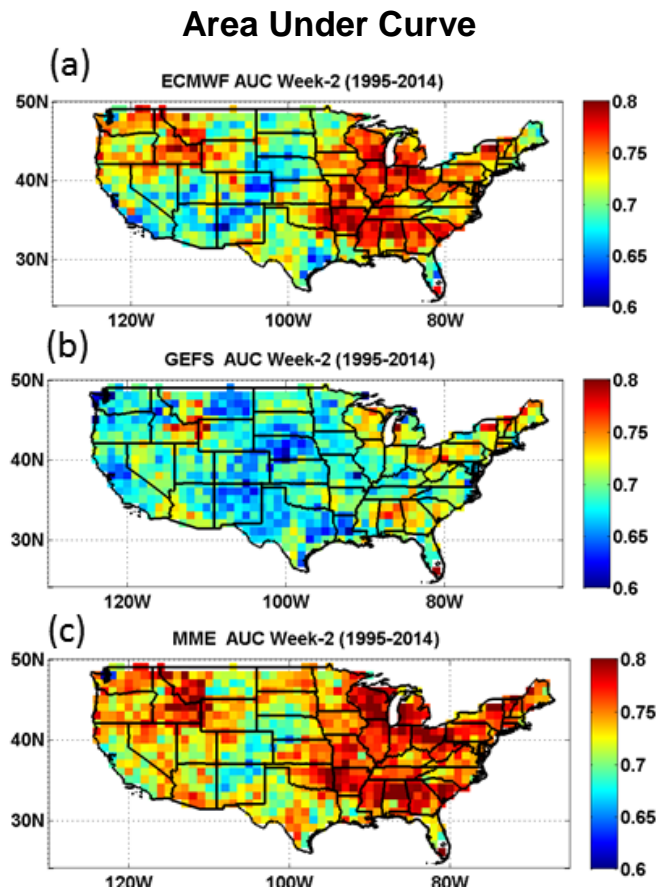 Area Under Curve
(a)
ECMWF AUC Week-2 (1995-2014)
50N
40N
30N
120W 100W 80W
0.8
0.75
0.7
0.65
0.6
(b)
GEFS AUC Week-2 (1995-2014)
50N
40N
30N
120W 100W 80W
0.8
0.75
0.7
0.65
0.6
(c)
MME AUC Week-2 (1995-2014)
50N
40N
30N
120W 100W 80W
0.8
0.75
0.7
0.65
0.6